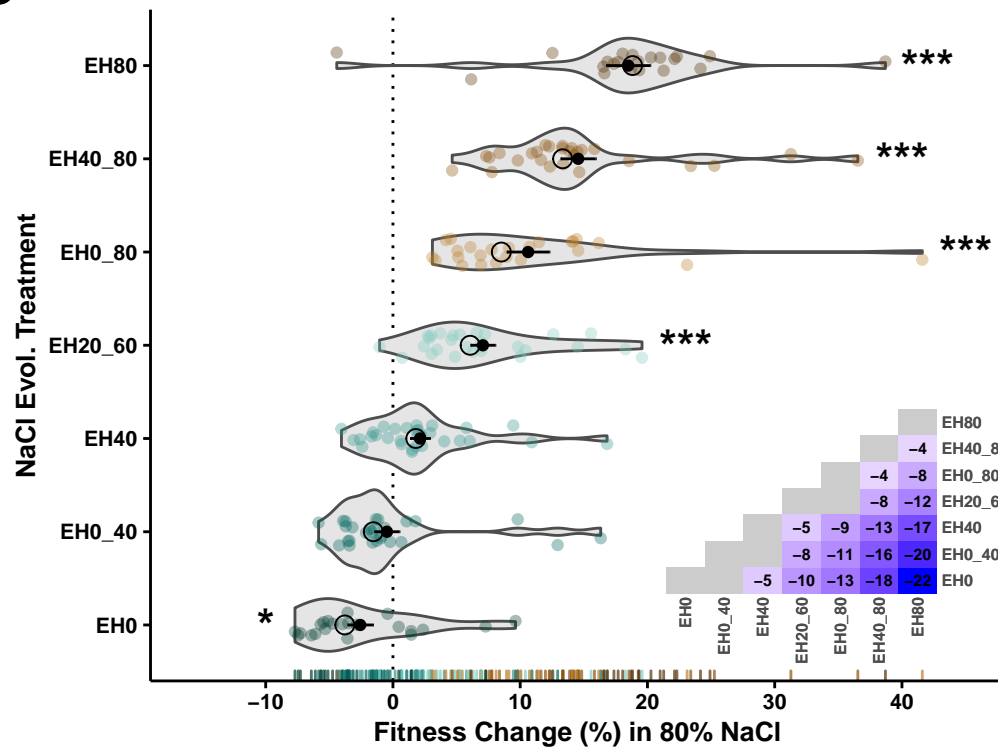 EH80
***
EH40_80
***
EH0_80
***
EH20_60
***
EH40
EH0_40
EH0
*
NaCl Evol. Treatment
−10 0 10 20 30 40
Fitness Change (%) in 80% NaCl
EH80
−4 EH40_8
−4 −8 EH0_80
−8 −12 EH20_6
−5 −9 −13 −17 EH40
−8 −11 −16 −20 EH0_40
−5 −10 −13 −18 −22 EH0
EH0 EH0_40 EH40 EH20_60 EH0_80 EH40_80 EH80